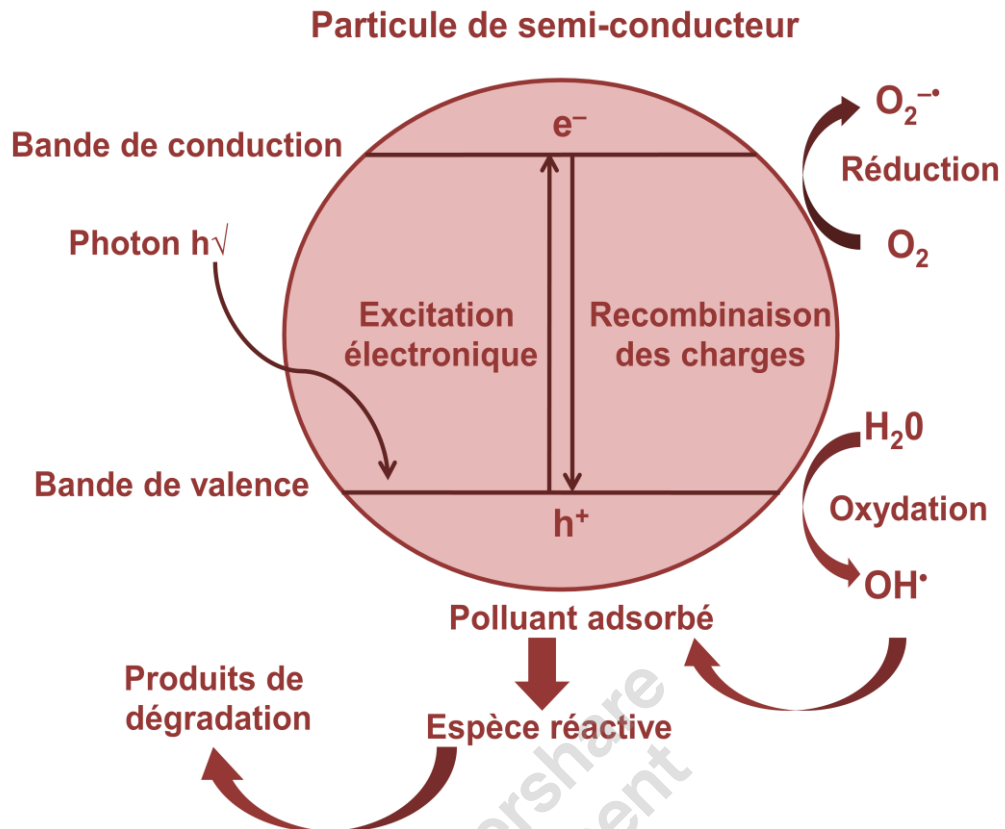 Particule de semi-conducteur
e–
O₂–•
Bande de conduction
Réduction
Photon h√
O₂
Excitation
électronique
Recombinaison
des charges
H₂0
Bande de valence
Oxydation
h⁺
OH•
Polluant adsorbé
Produits de
dégradation
Espèce réactive